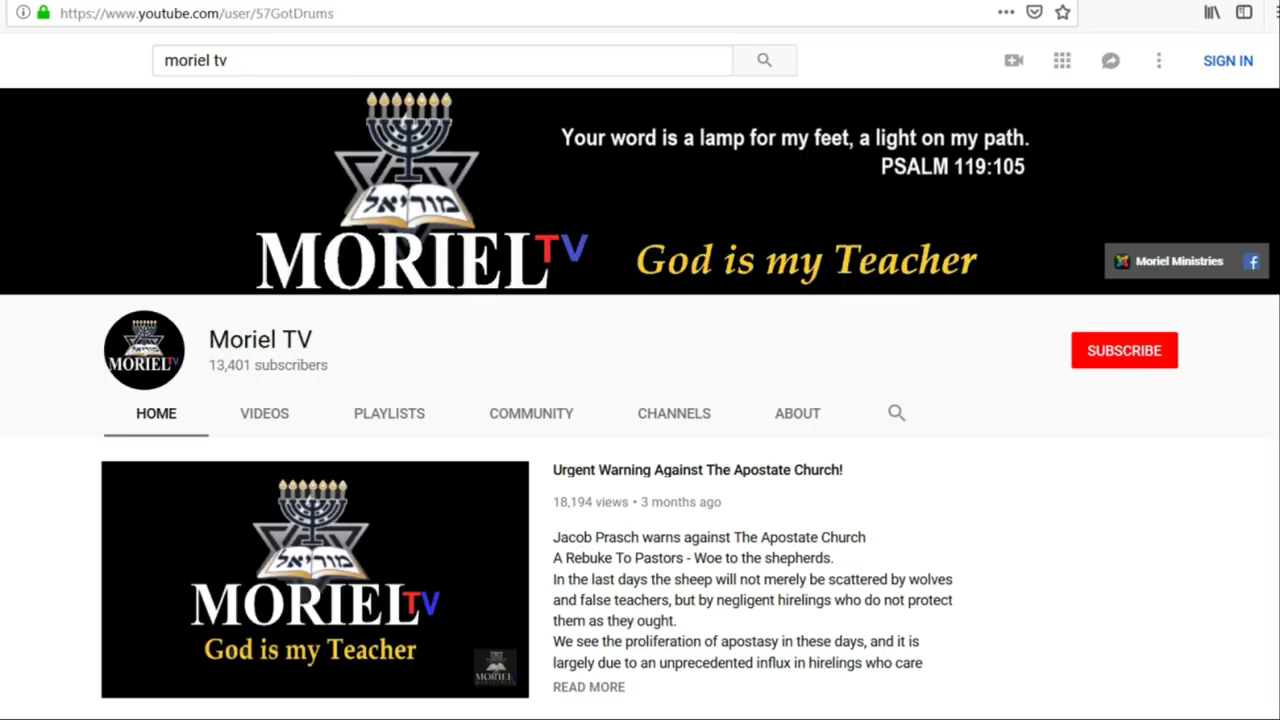 https://www.youtube.com/user/57GotDrums
moriel tv
SIGN IN
Your word is a lamp for my feet, a light on my path.
PSALM 119:105
מוריאל
MORIELTV
God is my Teacher
Moriel Ministries
MORIELTV
Moriel TV
13,401 subscribers
SUBSCRIBE
HOME
VIDEOS
PLAYLISTS
COMMUNITY
CHANNELS
ABOUT
מוריאל
MORIELTV
God is my Teacher
MORIEL
Urgent Warning Against The Apostate Church!
18,194 views • 3 months ago
Jacob Prasch warns against The Apostate Church
A Rebuke To Pastors - Woe to the shepherds.
In the last days the sheep will not merely be scattered by wolves
and false teachers, but by negligent hirelings who do not protect
them as they ought.
We see the proliferation of apostasy in these days, and it is
largely due to an unprecedented influx in hirelings who care
READ MORE